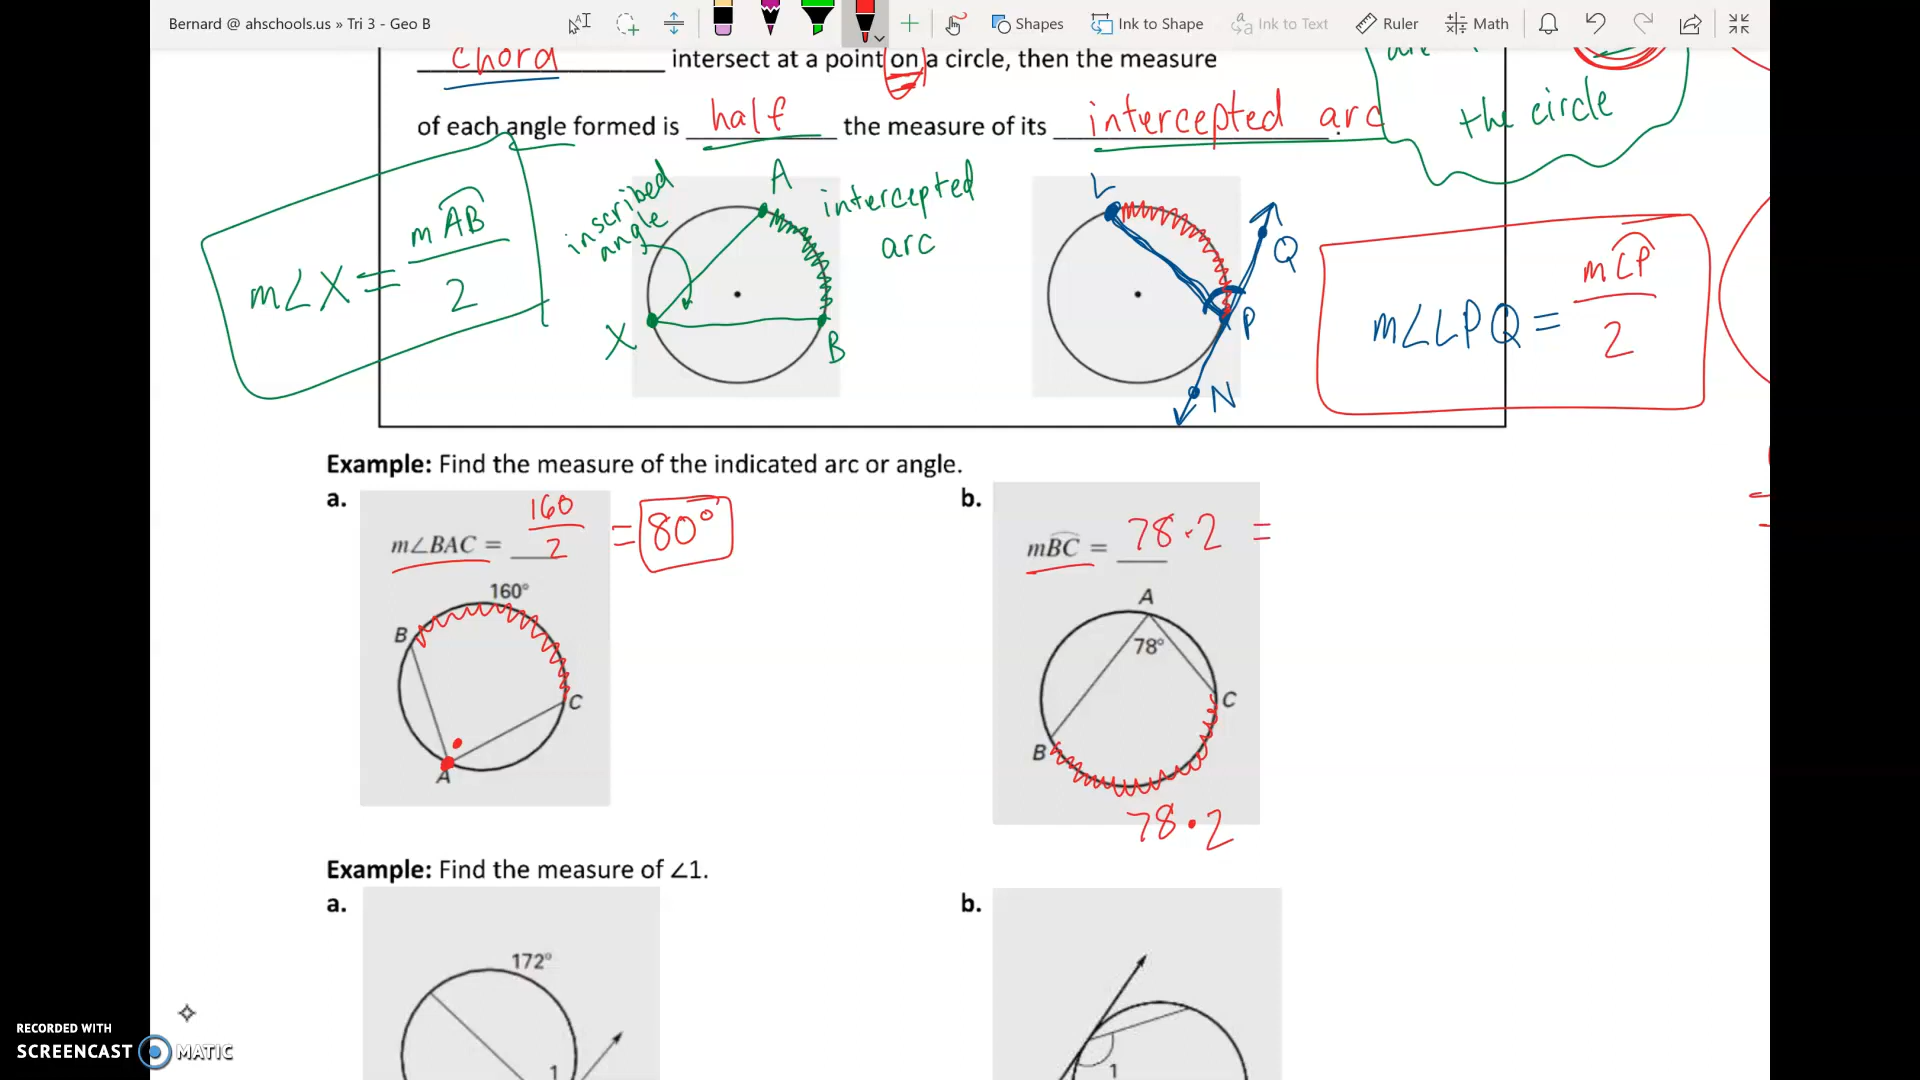 Bernard @ ahschools.us » Tri 3 - Geo B
Shapes Ink to Shape Ink to Text Ruler Math
chord intersect at a point on a circle, then the measure
of each angle formed is half the measure of its intercepted arc.
the circle
m∠X = mAB / 2
inscribed
angle
A
intercepted
arc
X
B
L
Q
P
N
m∠LPQ = mLP / 2
Example: Find the measure of the indicated arc or angle.
a.
m∠BAC = 160 / 2 = 80°
160°
B
C
A
b.
mBC = 78·2 =
A
78°
C
B
78·2
Example: Find the measure of ∠1.
a.
172°
1
b.
1
RECORDED WITH
SCREENCAST MATIC